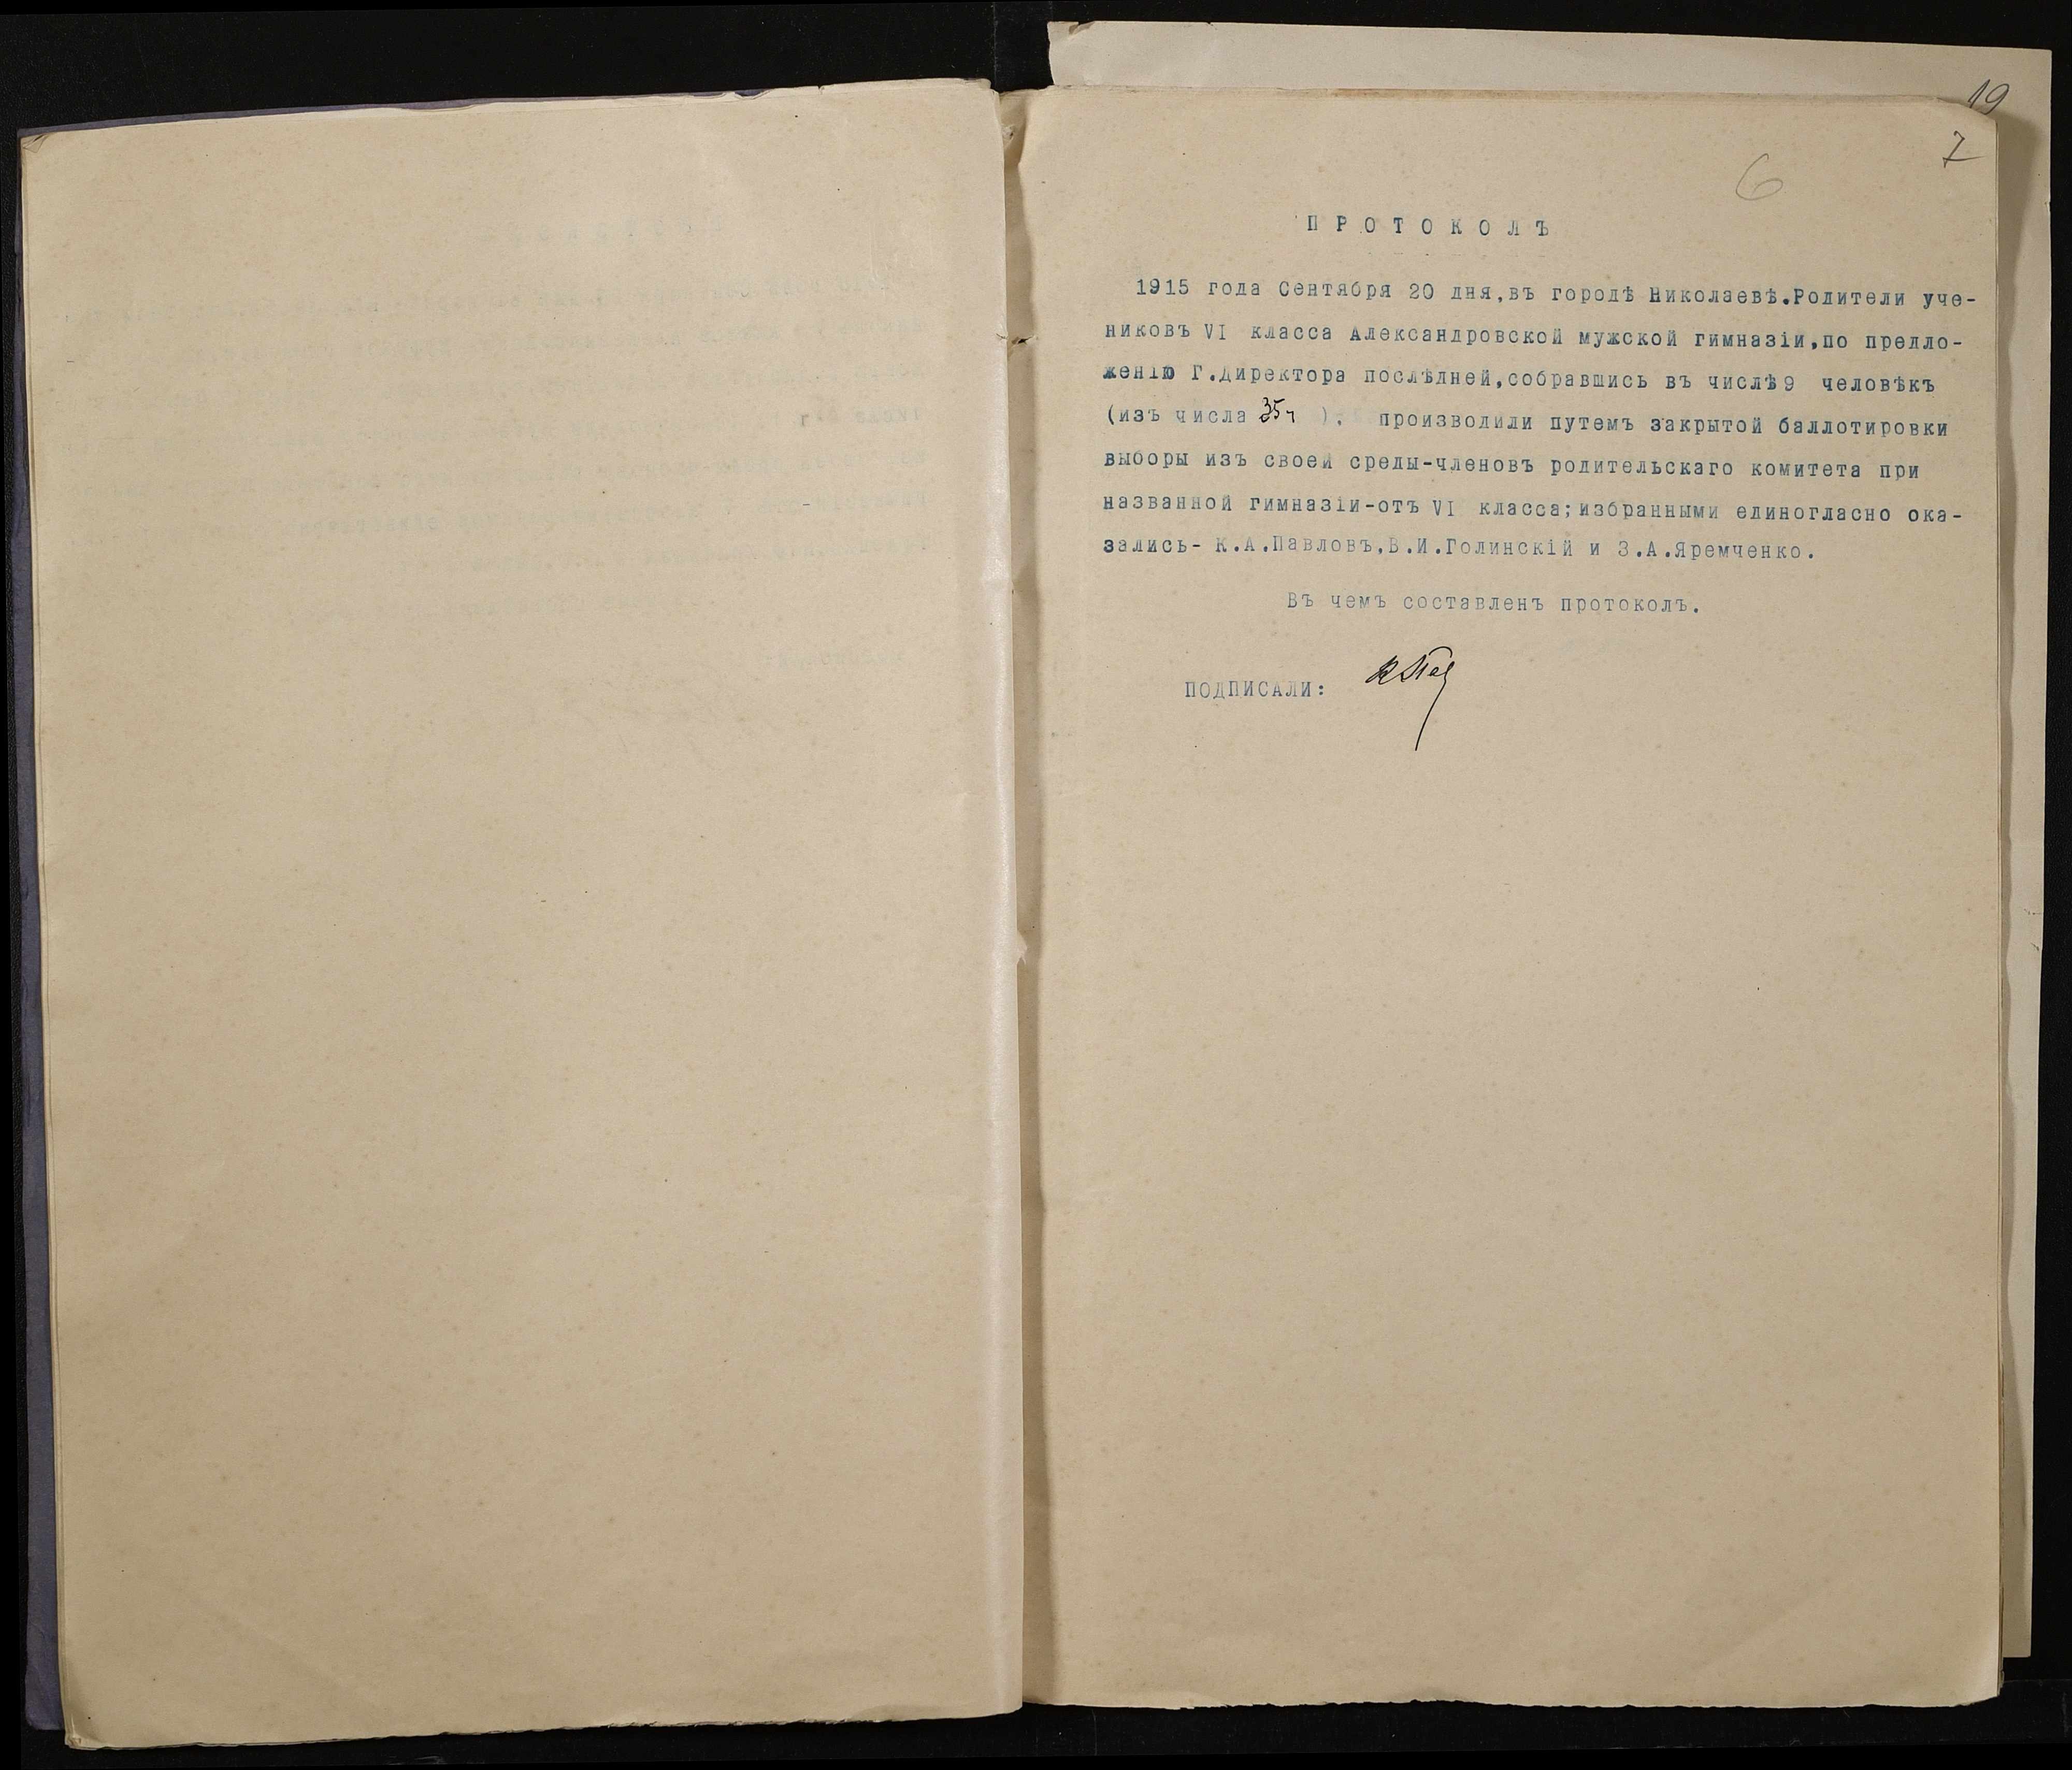 19
7
6
ПРОТОКОЛЪ
1915 года Сентября 20 дня,въ городѣ Николаевѣ.Родители уче-
никовъ VI класса Александровской мужской гимназіи,по предло-
женію Г.Директора послѣдней,собравшись въ числѣ 9 человѣкъ
(из числа 35ч ). производили путемъ закрытой баллотировки
выборы изъ своей среды-членовъ родительскаго комитета при
названной гимназіи-отъ VI класса;избранными единогласно ока-
зались- К.А.Павловъ,В.И.Голинскій и З.А.Яремченко.
Въ чемъ составленъ протоколъ.
ПОДПИСАЛИ: